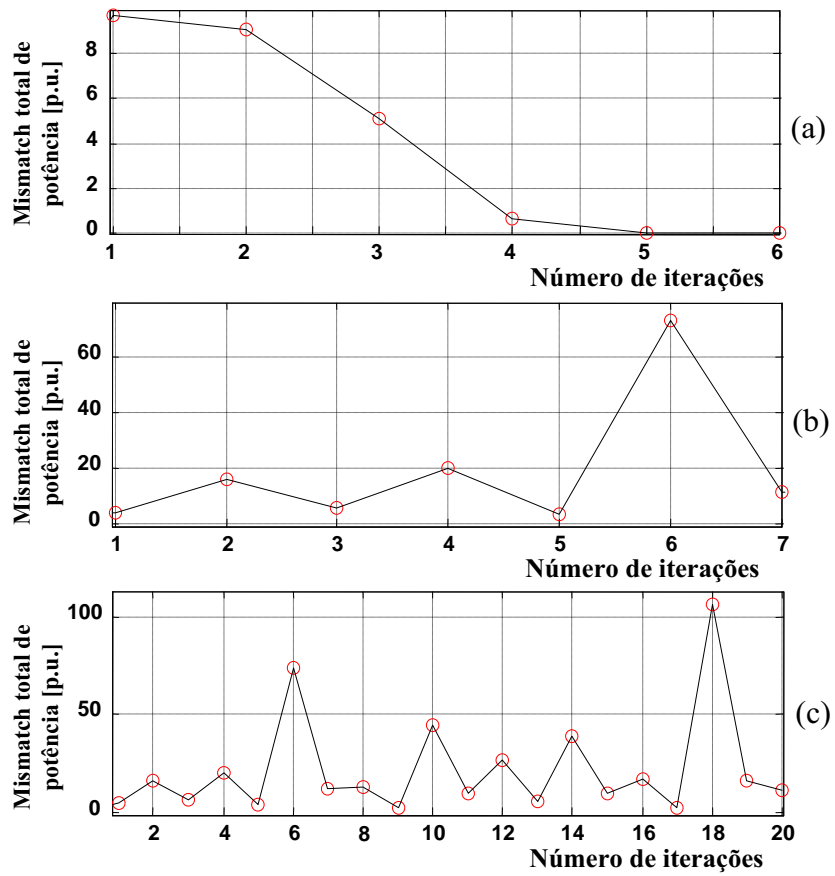 Mismatch total de
potência [p.u.]
8
6
4
2
0
1 2 3 4 5 6
Número de iterações
(a)
Mismatch total de
potência [p.u.]
60
40
20
0
1 2 3 4 5 6 7
Número de iterações
(b)
Mismatch total de
potência [p.u.]
100
50
0
2 4 6 8 10 12 14 16 18 20
Número de iterações
(c)